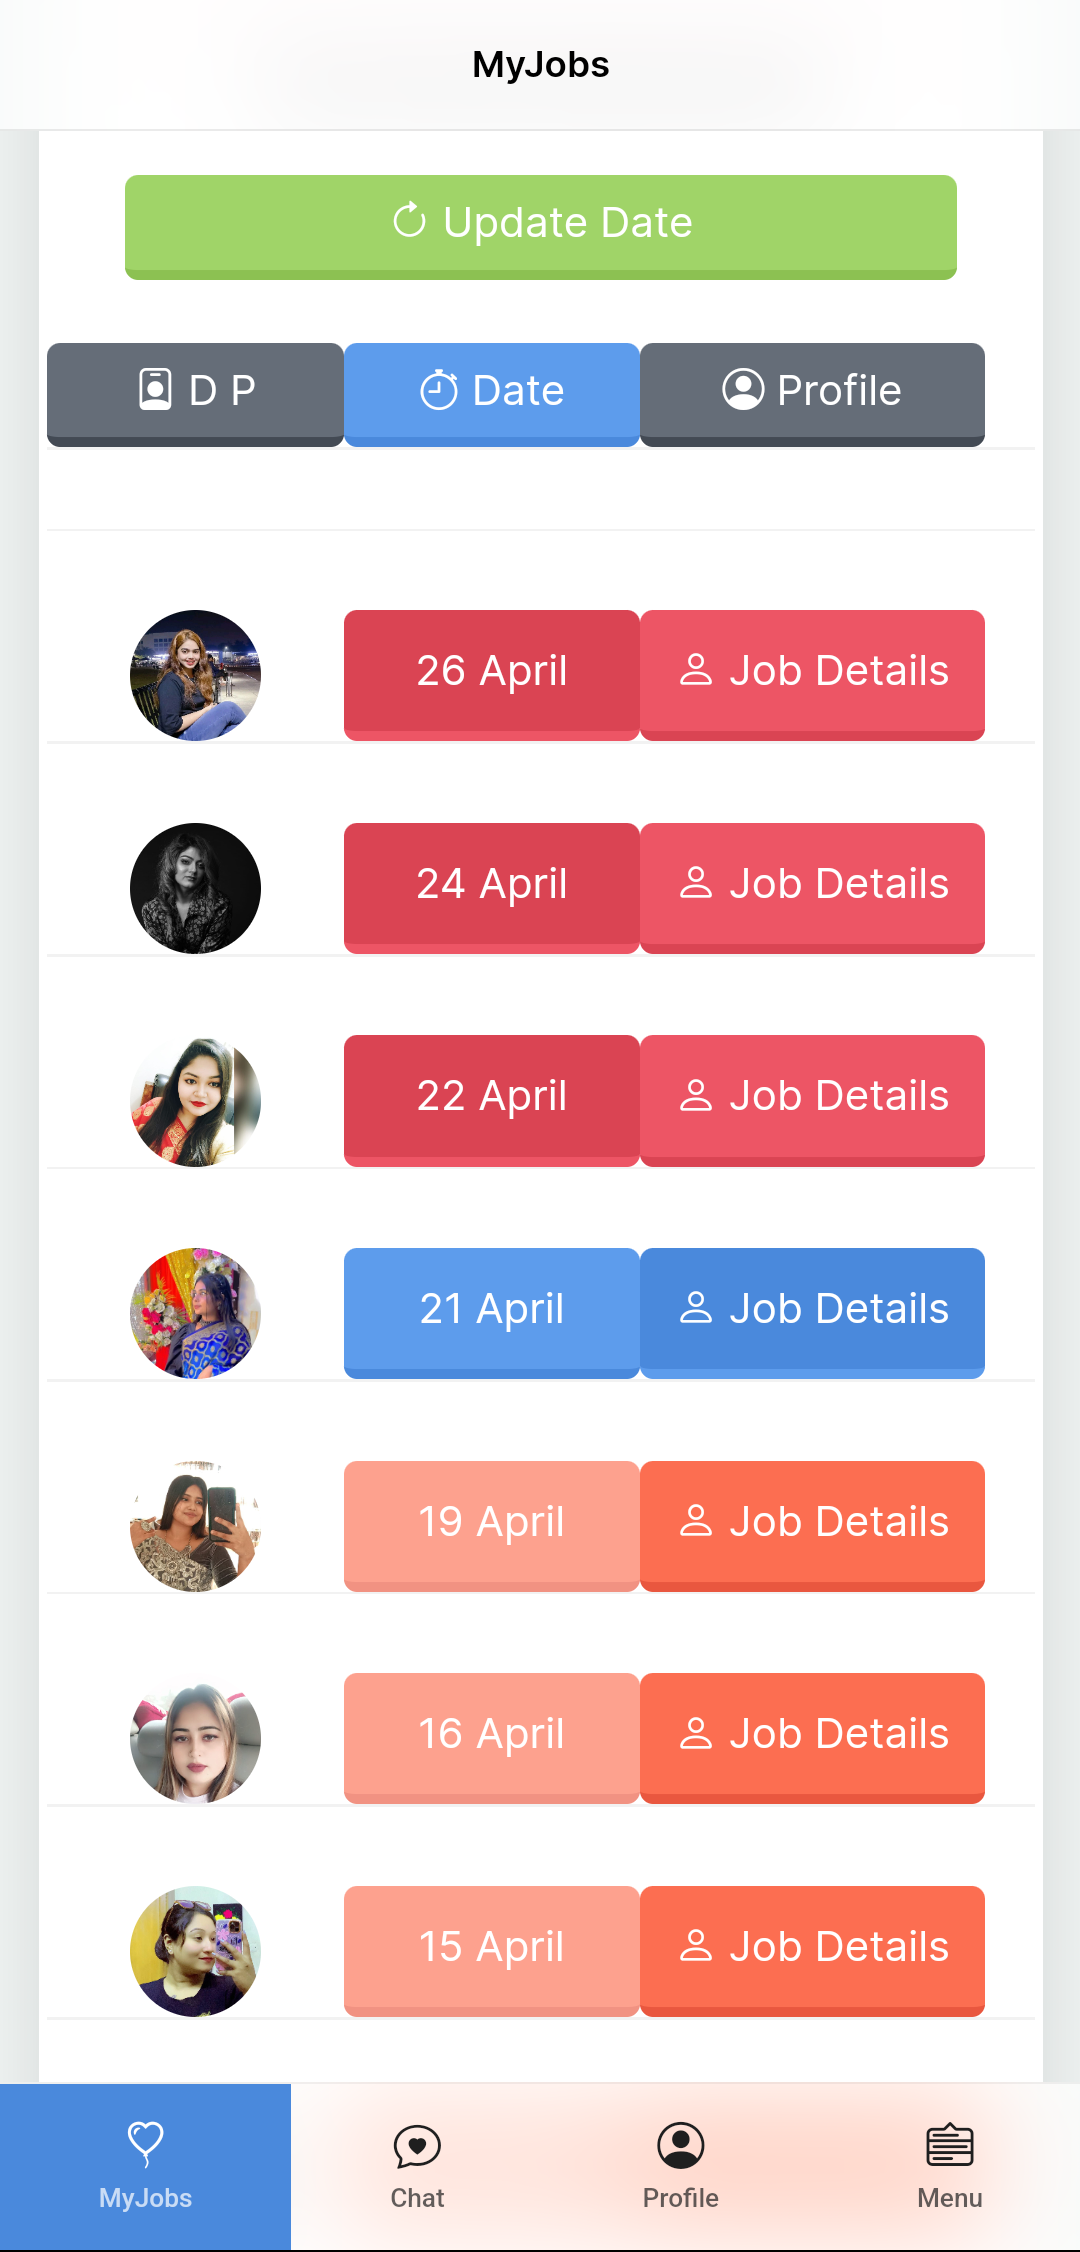 MyJobs
Update Date
D P Date Profile
26 April Job Details
24 April Job Details
22 April Job Details
21 April Job Details
19 April Job Details
16 April Job Details
15 April Job Details
MyJobs Chat Profile Menu